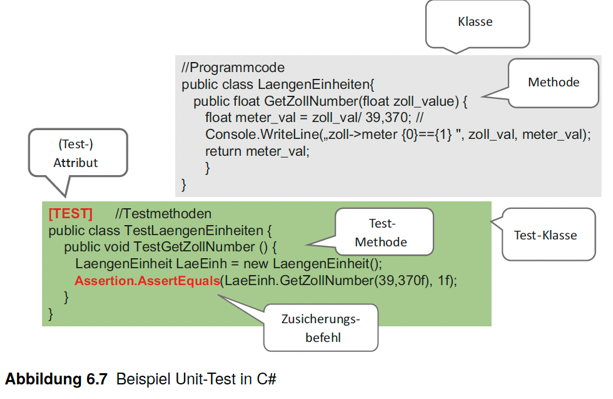 Klasse
//Programmcode
public class LaengenEinheiten{
public float GetZollNumber(float zoll_value) {
float meter_val = zoll_val/ 39,370; //
Console.WriteLine(„zoll->meter {0}=={1} ", zoll_val, meter_val);
return meter_val;
}
}
Methode
(Test-)
Attribut
[TEST] //Testmethoden
public class TestLaengenEinheiten {
public void TestGetZollNumber () {
LaengenEinheit LaeEinh = new LaengenEinheit();
Assertion.AssertEquals(LaeEinh.GetZollNumber(39,370f), 1f);
}
}
Test-
Methode
Test-Klasse
Zusicherungs-
befehl
Abbildung 6.7 Beispiel Unit-Test in C#